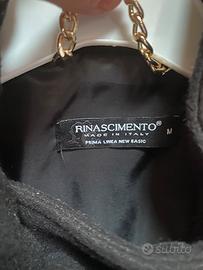 RINASCIMENTO®
MADE IN ITALY
M
PRIMA LINEA NEW BASIC
subito